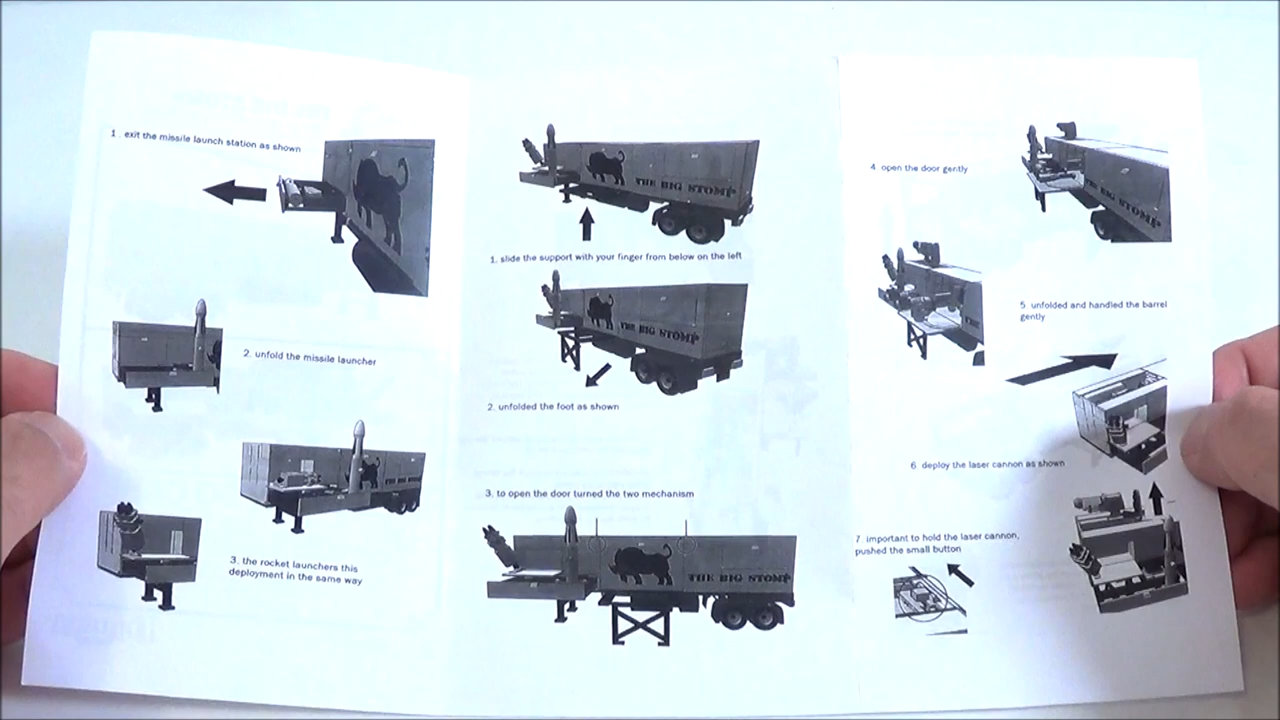 1. exit the missile launch station as shown
2. unfold the missile launcher
3. the rocket launchers this
deployment in the same way
THE BIG STOMP
1. slide the support with your finger from below on the left
THE BIG STOMP
2. unfolded the foot as shown
3. to open the door turned the two mechanism
THE BIG STOMP
4. open the door gently
THE BIG STOMP
5. unfolded and handled the barrel
gently
6. deploy the laser cannon as shown
7. important to hold the laser cannon,
pushed the small button